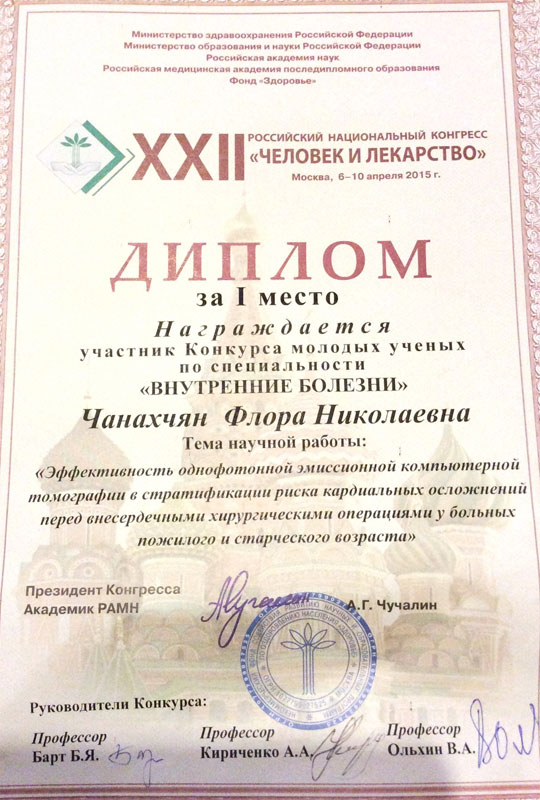 Министерство здравоохранения Российской Федерации
Министерство образования и науки Российской Федерации
Российская академия наук
Российская медицинская академия последипломного образования
Фонд «Здоровье»
XXII РОССИЙСКИЙ НАЦИОНАЛЬНЫЙ КОНГРЕСС
«ЧЕЛОВЕК И ЛЕКАРСТВО»
Москва, 6–10 апреля 2015 г.
ДИПЛОМ
за I место
Награждается
участник Конкурса молодых ученых
по специальности
«ВНУТРЕННИЕ БОЛЕЗНИ»
Чанахчян Флора Николаевна
Тема научной работы:
«Эффективность однофотонной эмиссионной компьютерной
томографии в стратификации риска кардиальных осложнений
перед внесердечными хирургическими операциями у больных
пожилого и старческого возраста»
Президент Конгресса
Академик РАМН
А.Г. Чучалин
Руководители Конкурса:
Профессор
Барт Б.Я.
Профессор
Кириченко А.А.
Профессор
Ольхин В.А.